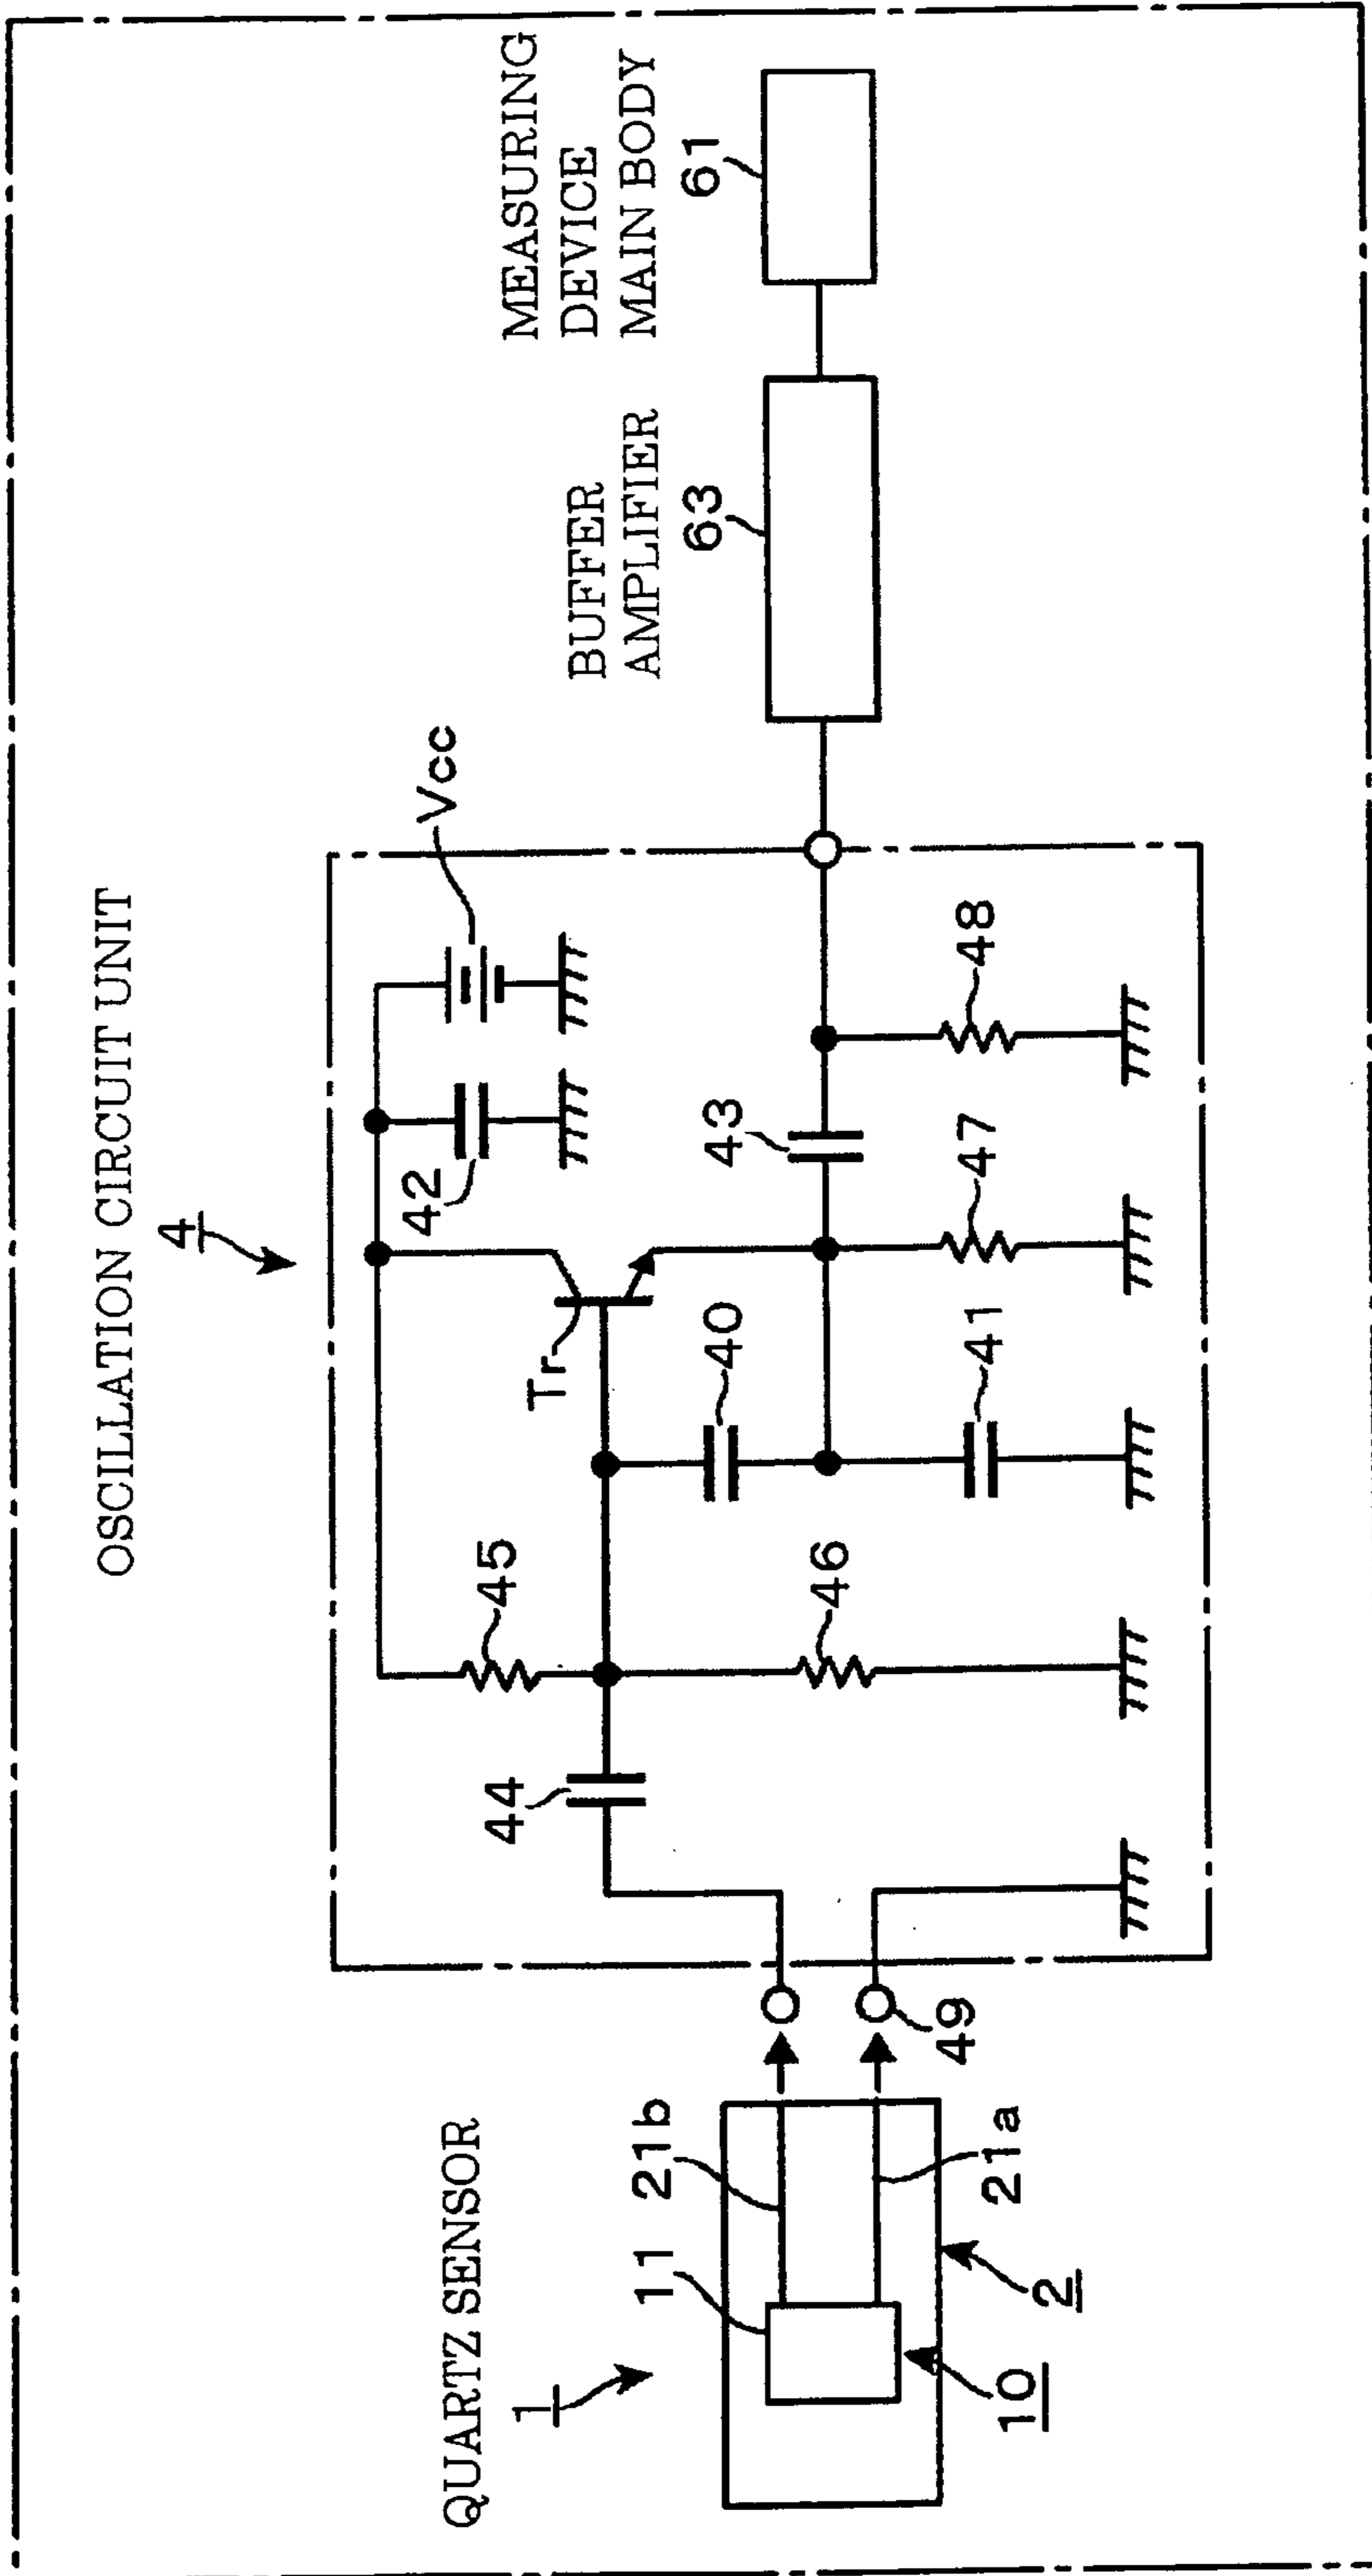 OSCILLATION CIRCUIT UNIT
4
QUARTZ SENSOR
1
11
21b
21a
10
2
49
44
45
46
Tr
40
41
42
Vcc
43
47
48
BUFFER
AMPLIFIER
63
MEASURING
DEVICE
MAIN BODY
61